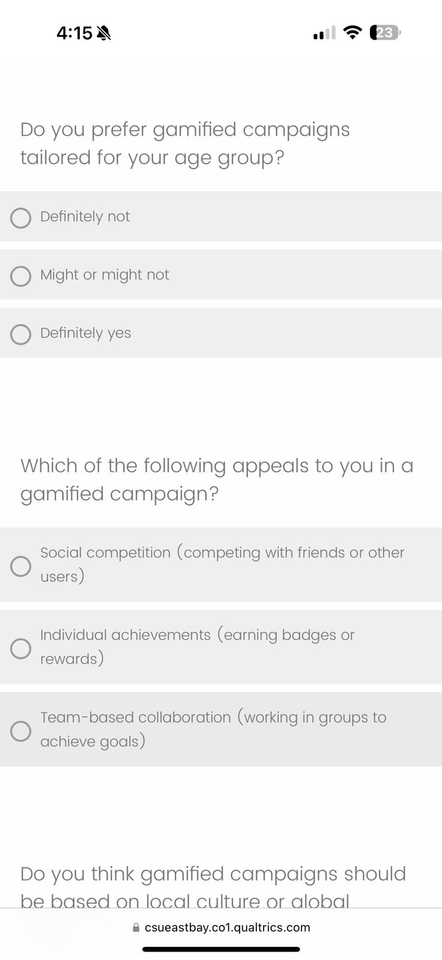 4:15
23
Do you prefer gamified campaigns
tailored for your age group?
Definitely not
Might or might not
Definitely yes
Which of the following appeals to you in a
gamified campaign?
Social competition (competing with friends or other
users)
Individual achievements (earning badges or
rewards)
Team-based collaboration (working in groups to
achieve goals)
Do you think gamified campaigns should
be based on local culture or global
csueastbay.co1.qualtrics.com